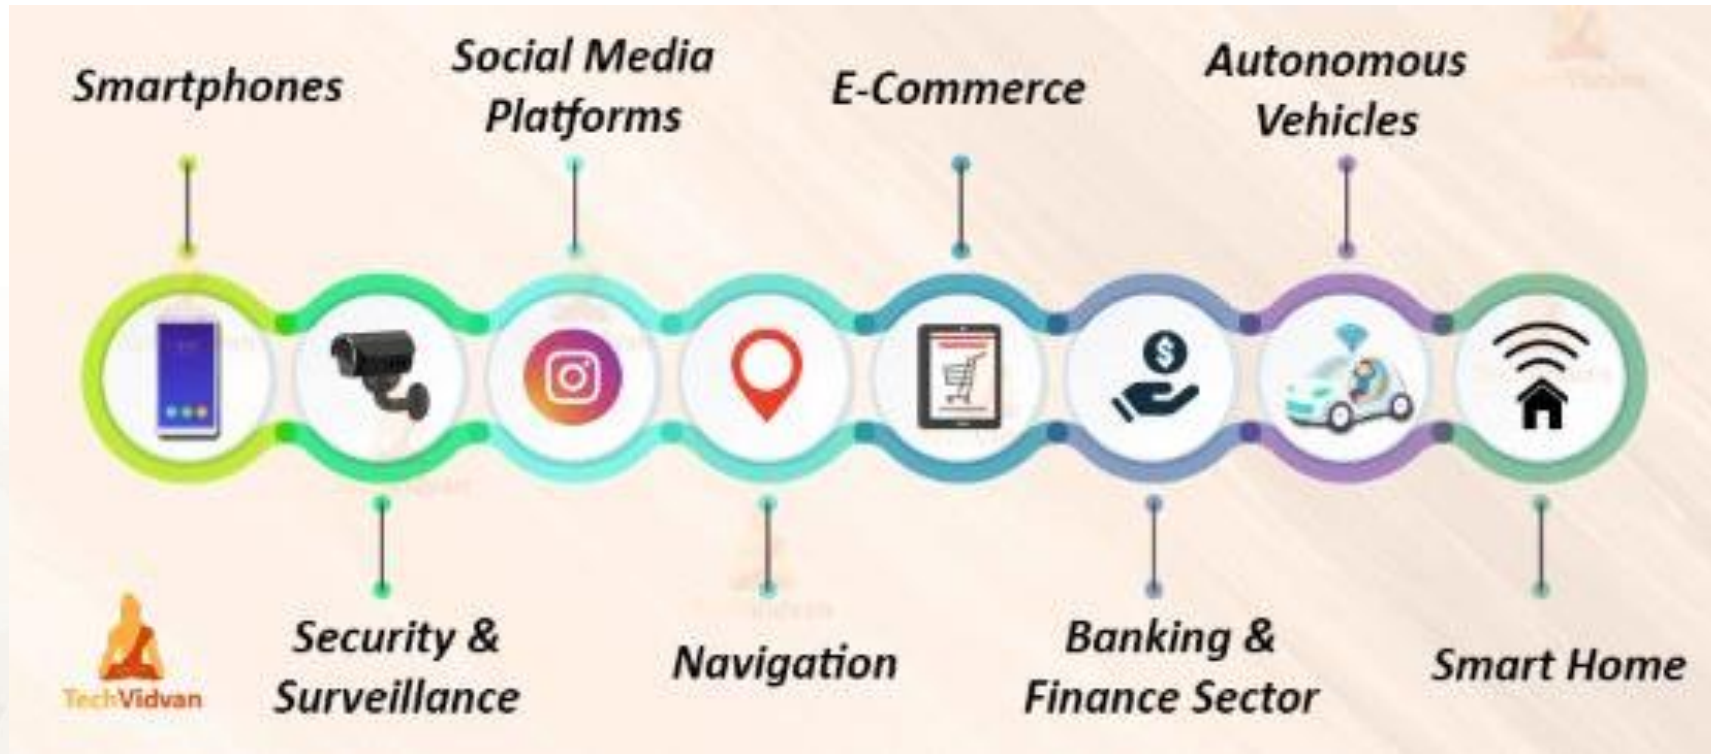 Smartphones
Social Media
Platforms
E-Commerce
Autonomous
Vehicles
Security &
Surveillance
Navigation
Banking &
Finance Sector
Smart Home
TechVidvan
$